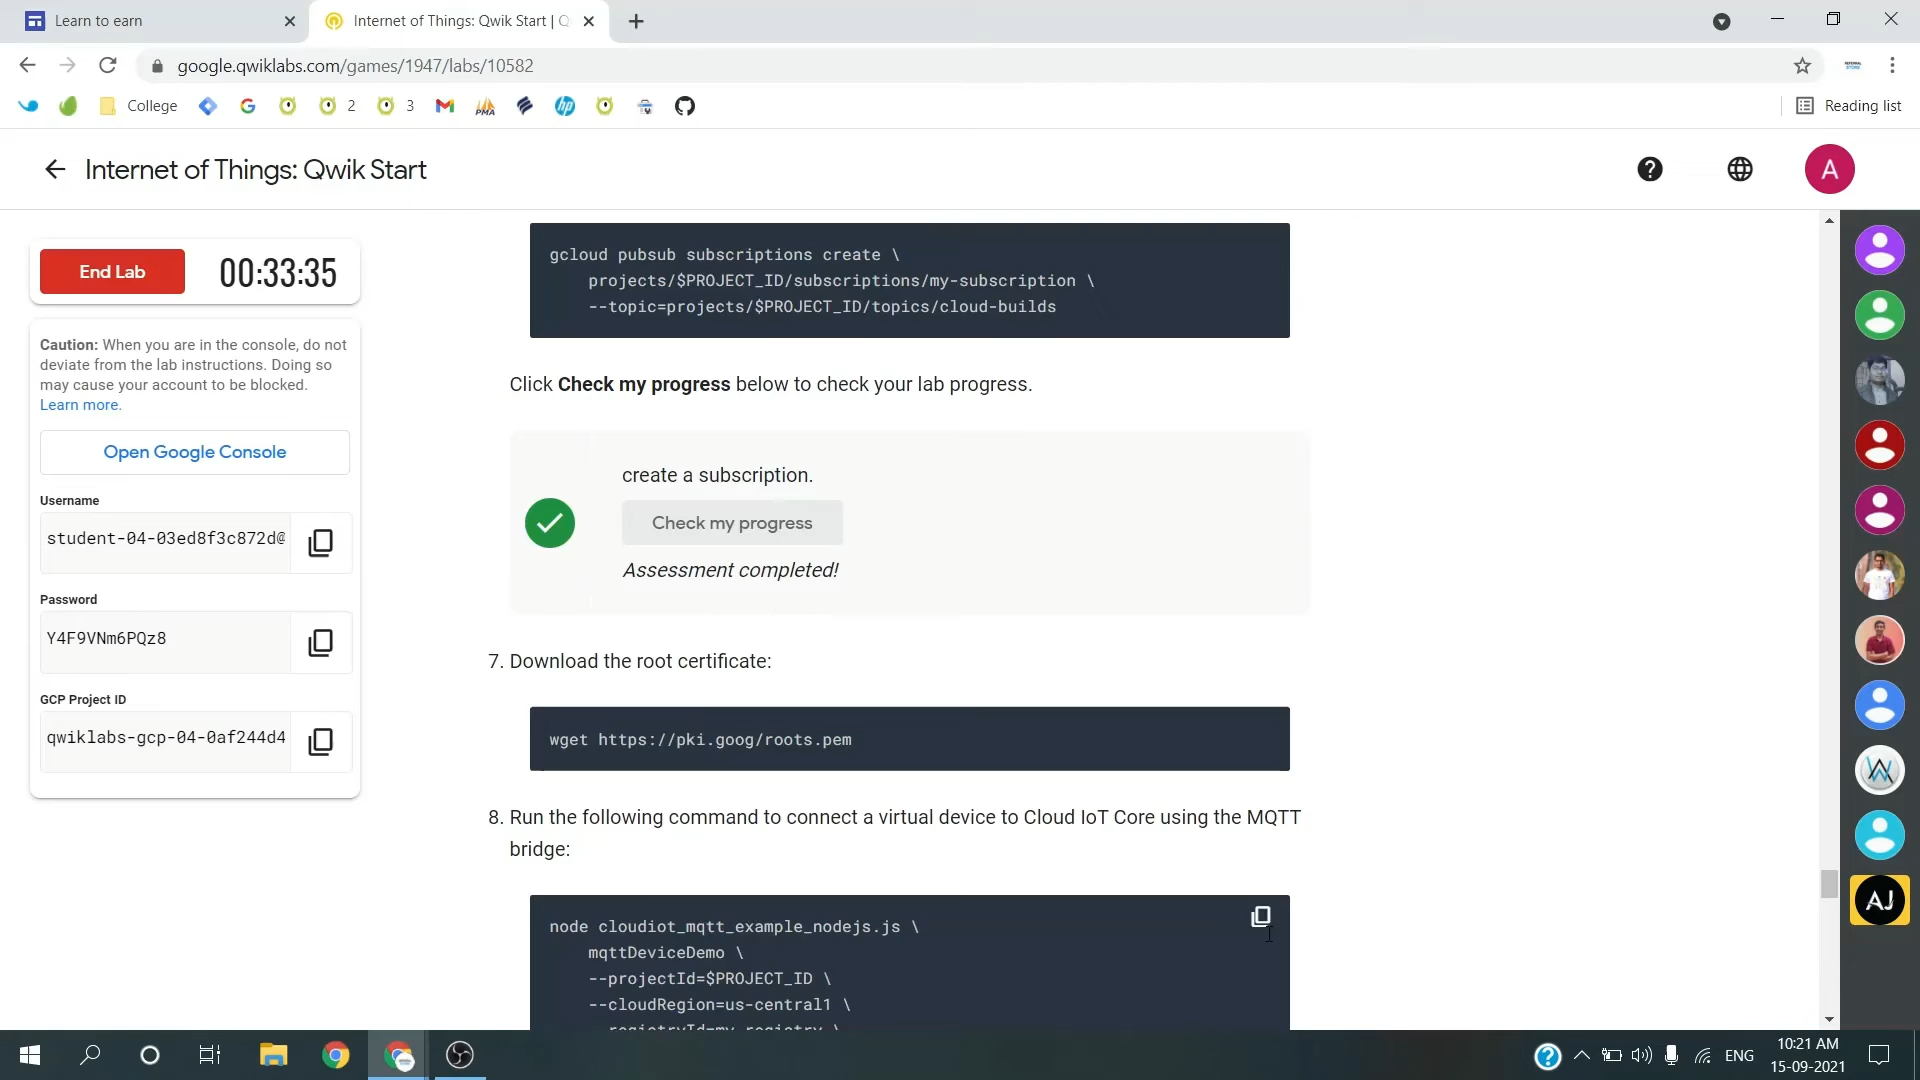 Learn to earn
Internet of Things: Qwik Start | Q
google.qwiklabs.com/games/1947/labs/10582
College
2
3
PMA
hp
Reading list
Internet of Things: Qwik Start
A
End Lab
00:33:35
Caution: When you are in the console, do not
deviate from the lab instructions. Doing so
may cause your account to be blocked.
Learn more.
Open Google Console
Username
student-04-03ed8f3c872d@
Password
Y4F9VNm6PQz8
GCP Project ID
qwiklabs-gcp-04-0af244d4
gcloud pubsub subscriptions create \
projects/$PROJECT_ID/subscriptions/my-subscription \
--topic=projects/$PROJECT_ID/topics/cloud-builds
Click Check my progress below to check your lab progress.
create a subscription.
Check my progress
Assessment completed!
7. Download the root certificate:
wget https://pki.goog/roots.pem
8. Run the following command to connect a virtual device to Cloud IoT Core using the MQTT
bridge:
node cloudiot_mqtt_example_nodejs.js \
mqttDeviceDemo \
--projectId=$PROJECT_ID \
--cloudRegion=us-central1 \
--registryId=my-registry \
AJ
ENG
10:21 AM
15-09-2021